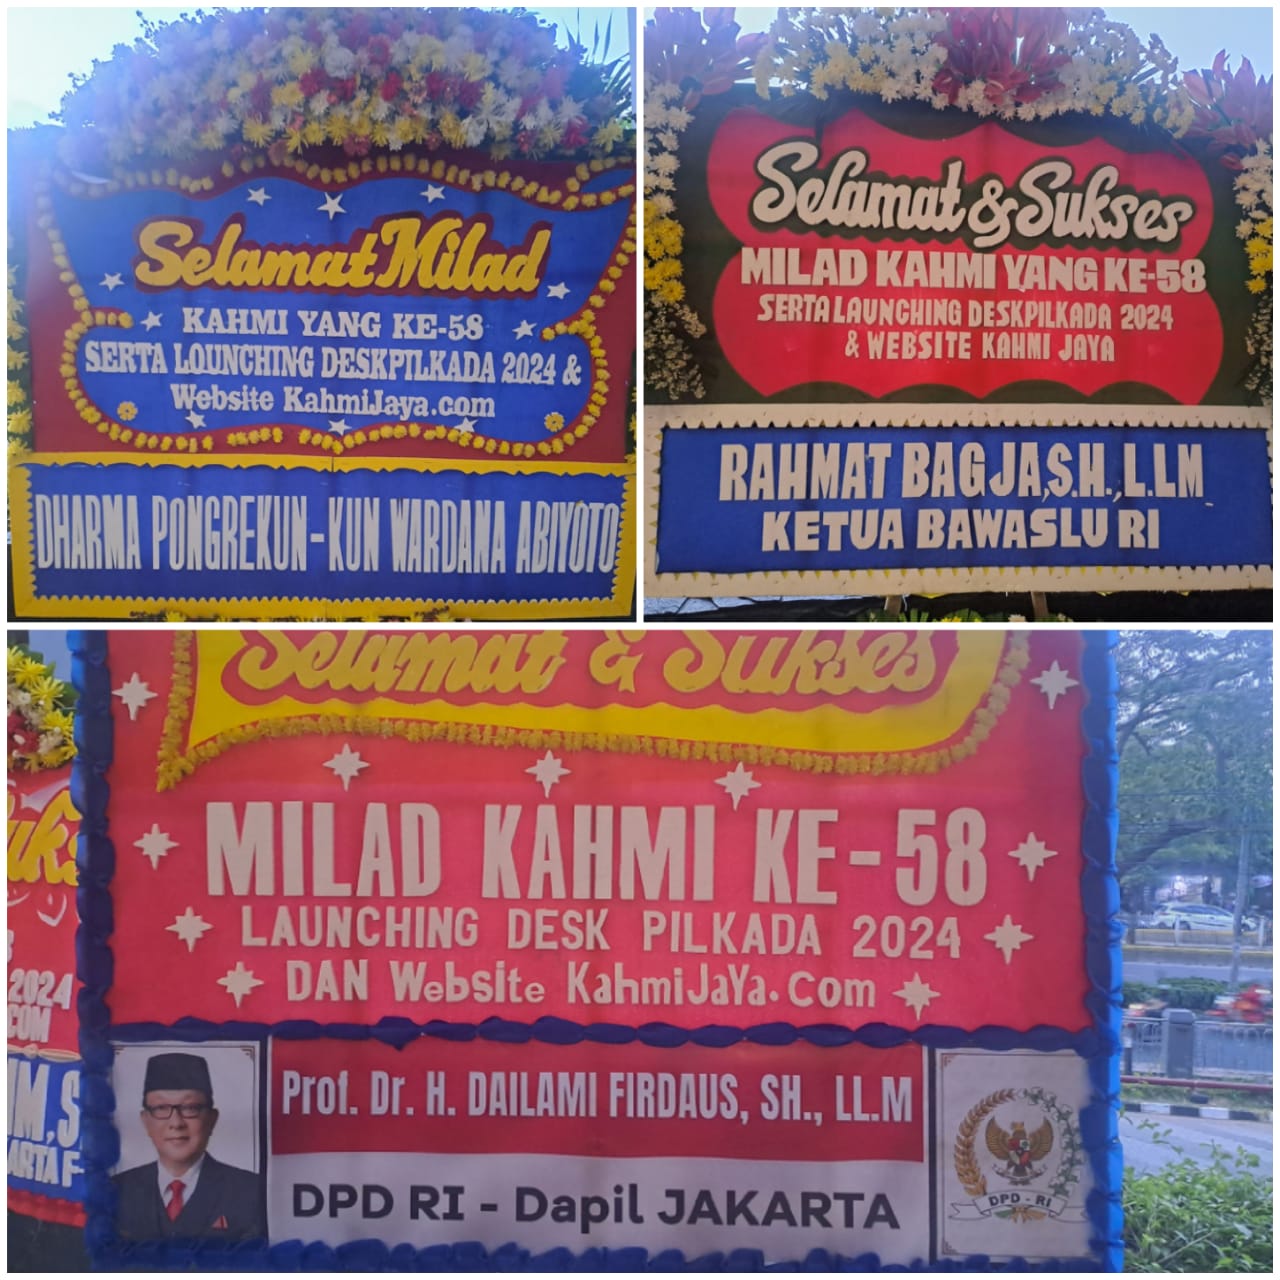 Selamat Milad
KAHMI YANG KE-58
SERTA LOUNCHING DESKPILKADA 2024 &
Website KahmiJaya.com
DHARMA PONGREKUN-KUN WARDANA ABIYOTO
Selamat & Sukses
MILAD KAHMI YANG KE-58
SERTA LAUNCHING DESKPILKADA 2024
& WEBSITE KAHMI JAYA
RAHMAT BAGJA,S.H.,L.LM
KETUA BAWASLU RI
Selamat & Sukses
MILAD KAHMI KE-58
LAUNCHING DESK PILKADA 2024
DAN Website KahmiJaYa.Com
Prof. Dr. H. DAILAMI FIRDAUS, SH., LL.M
DPD RI - Dapil JAKARTA
DPD - RI
2024
COM